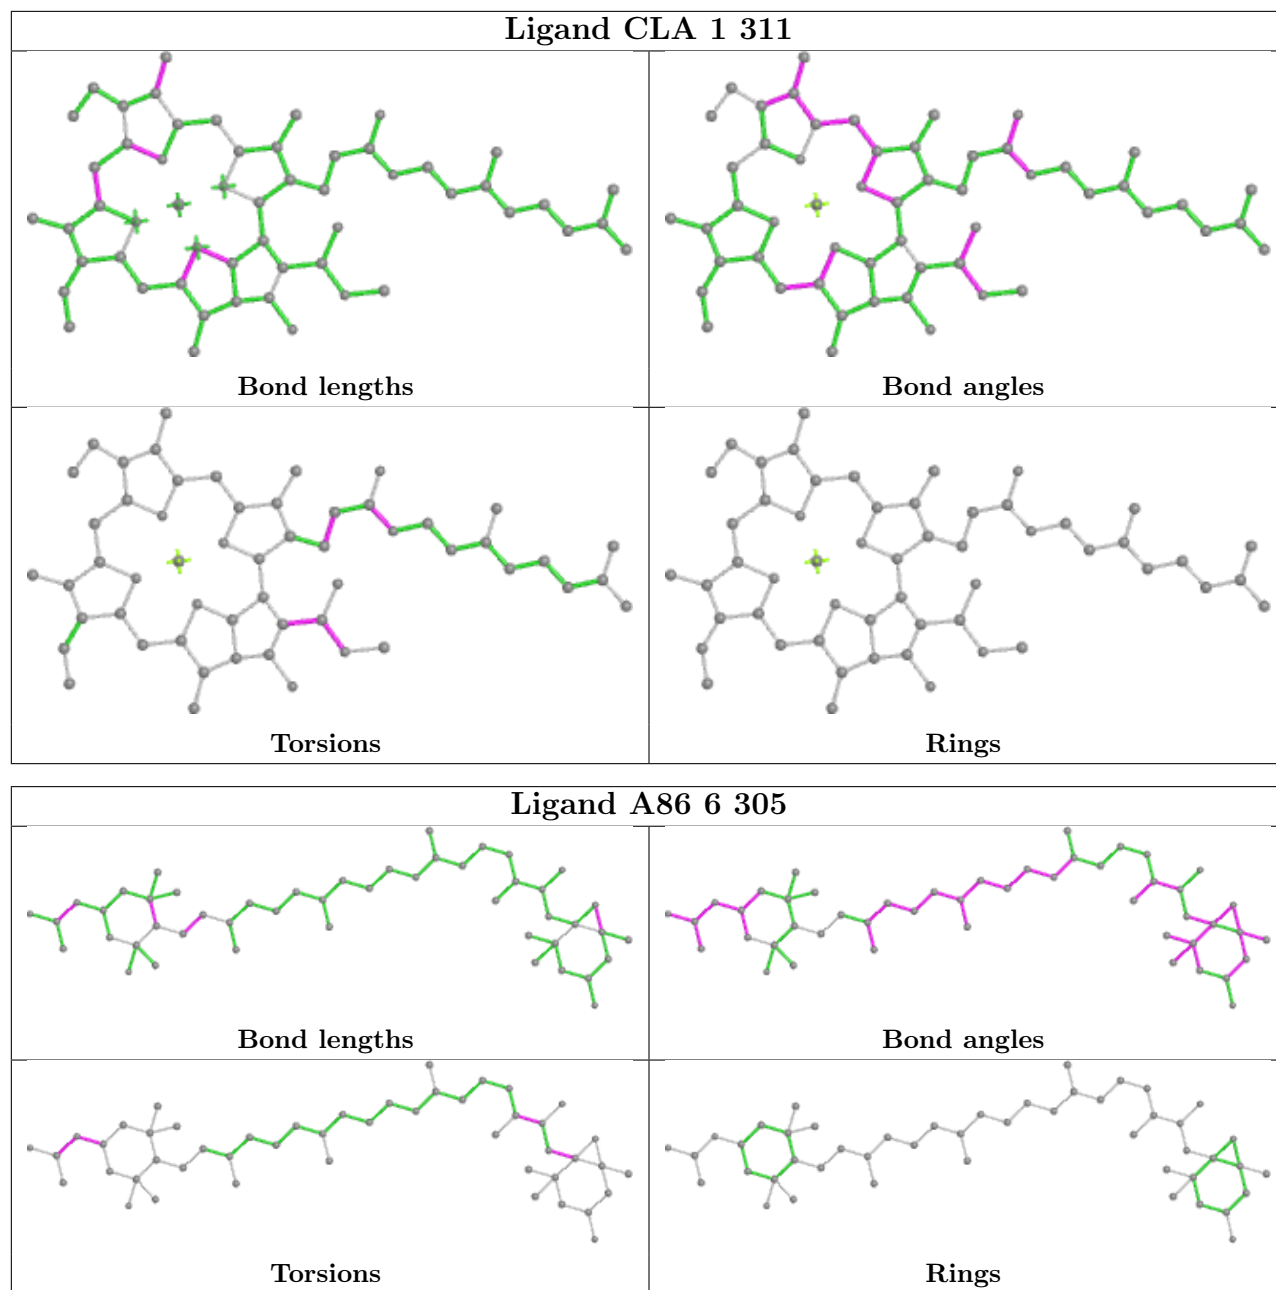 Ligand CLA 1 311
Bond lengths
Bond angles
Torsions
Rings
Ligand A86 6 305
Bond lengths
Bond angles
Torsions
Rings